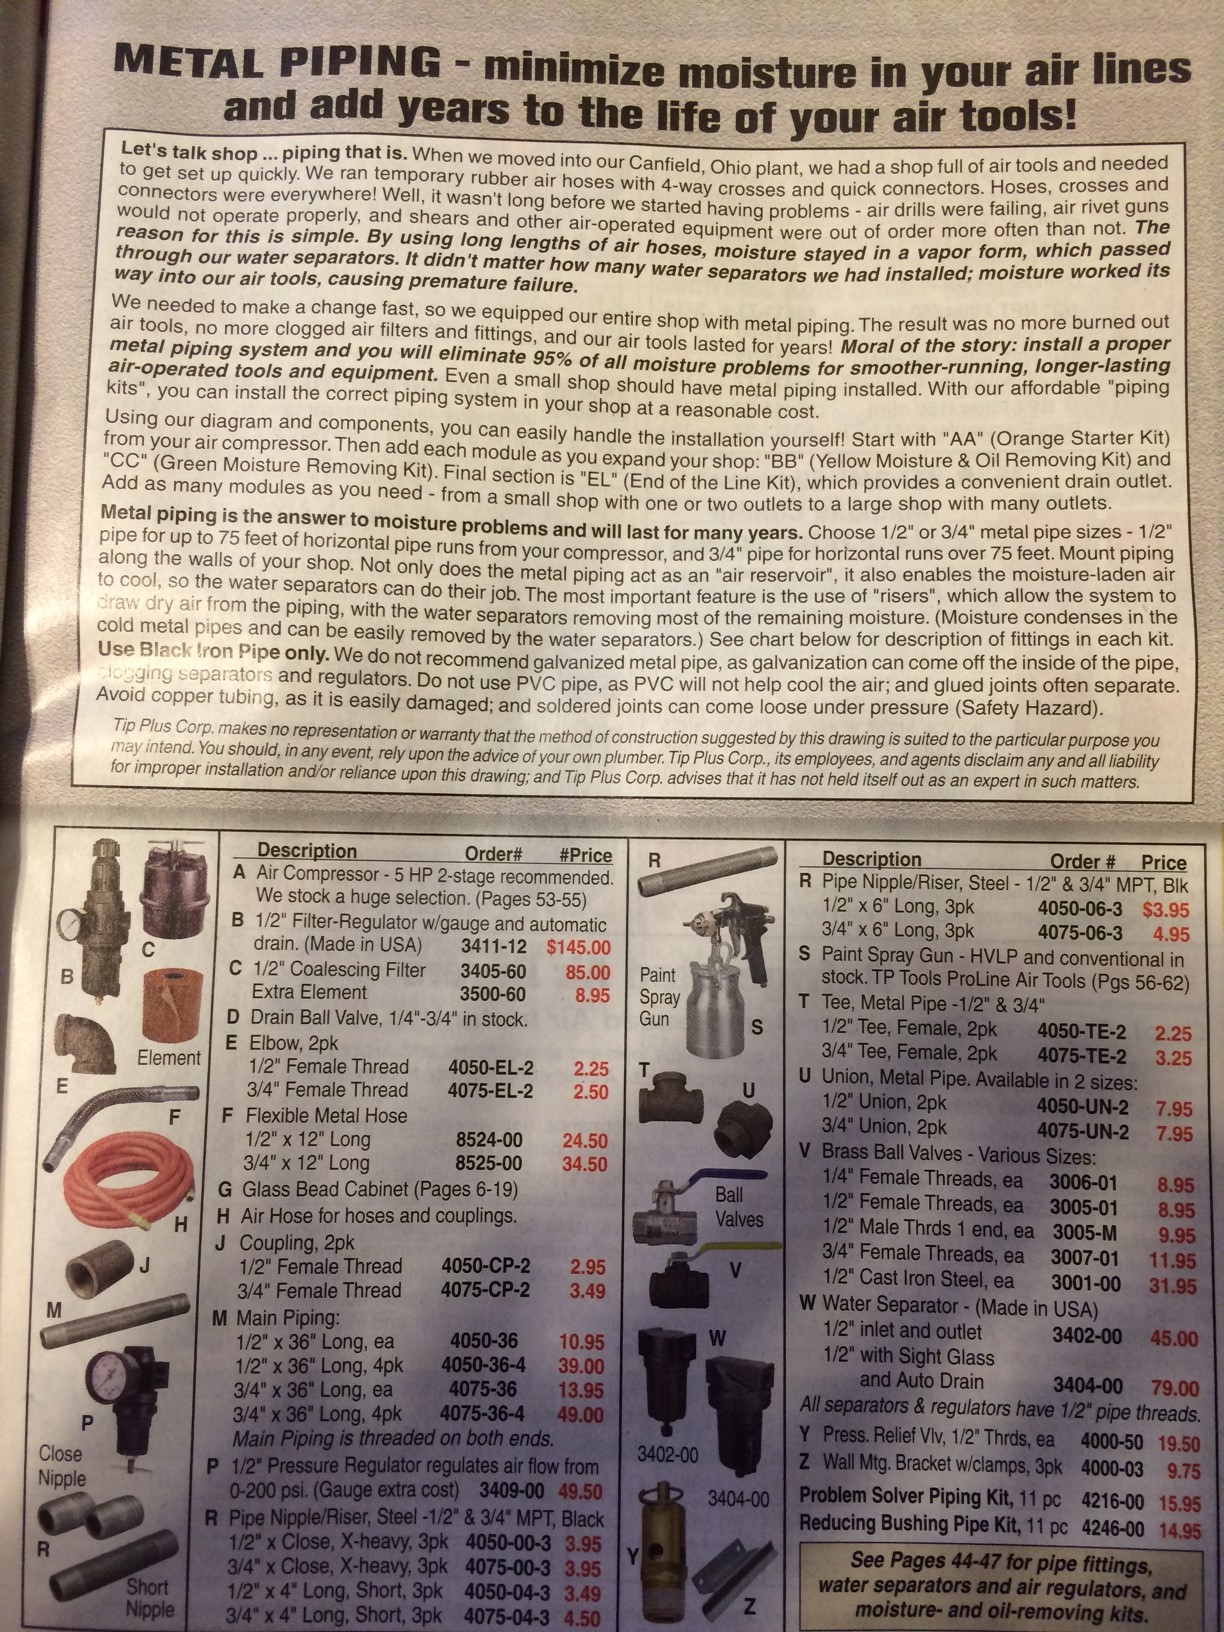 METAL PIPING - minimize moisture in your air lines
and add years to the life of your air tools!
Let's talk shop ... piping that is. When we moved into our Canfield, Ohio plant, we had a shop full of air tools and needed
to get set up quickly. We ran temporary rubber air hoses with 4-way crosses and quick connectors. Hoses, crosses and
connectors were everywhere! Well, it wasn't long before we started having problems - air drills were failing, air rivet guns
would not operate properly, and shears and other air-operated equipment were out of order more often than not. The
reason for this is simple. By using long lengths of air hoses, moisture stayed in a vapor form, which passed
through our water separators. It didn't matter how many water separators we had installed; moisture worked its
way into our air tools, causing premature failure.
We needed to make a change fast, so we equipped our entire shop with metal piping. The result was no more burned out
air tools, no more clogged air filters and fittings, and our air tools lasted for years! Moral of the story: install a proper
metal piping system and you will eliminate 95% of all moisture problems for smoother-running, longer-lasting
air-operated tools and equipment. Even a small shop should have metal piping installed. With our affordable "piping
kits", you can install the correct piping system in your shop at a reasonable cost.
Using our diagram and components, you can easily handle the installation yourself! Start with "AA" (Orange Starter Kit)
from your air compressor. Then add each module as you expand your shop: "BB" (Yellow Moisture & Oil Removing Kit) and
"CC" (Green Moisture Removing Kit). Final section is "EL" (End of the Line Kit), which provides a convenient drain outlet.
Add as many modules as you need - from a small shop with one or two outlets to a large shop with many outlets.
Metal piping is the answer to moisture problems and will last for many years. Choose 1/2" or 3/4" metal pipe sizes - 1/2"
pipe for up to 75 feet of horizontal pipe runs from your compressor, and 3/4" pipe for horizontal runs over 75 feet. Mount piping
along the walls of your shop. Not only does the metal piping act as an "air reservoir", it also enables the moisture-laden air
to cool, so the water separators can do their job. The most important feature is the use of "risers", which allow the system to
draw dry air from the piping, with the water separators removing most of the remaining moisture. (Moisture condenses in the
cold metal pipes and can be easily removed by the water separators.) See chart below for description of fittings in each kit.
Use Black Iron Pipe only. We do not recommend galvanized metal pipe, as galvanization can come off the inside of the pipe,
clogging separators and regulators. Do not use PVC pipe, as PVC will not help cool the air; and glued joints often separate.
Avoid copper tubing, as it is easily damaged; and soldered joints can come loose under pressure (Safety Hazard).
Tip Plus Corp. makes no representation or warranty that the method of construction suggested by this drawing is suited to the particular purpose you
may intend. You should, in any event, rely upon the advice of your own plumber. Tip Plus Corp., its employees, and agents disclaim any and all liability
for improper installation and/or reliance upon this drawing; and Tip Plus Corp. advises that it has not held itself out as an expert in such matters.
B
C
Element
E
F
H
J
M
P
Close
Nipple
R
Short
Nipple
Description Order# #Price
A Air Compressor - 5 HP 2-stage recommended.
We stock a huge selection. (Pages 53-55)
B 1/2" Filter-Regulator w/gauge and automatic
drain. (Made in USA) 3411-12 $145.00
C 1/2" Coalescing Filter 3405-60 85.00
Extra Element 3500-60 8.95
D Drain Ball Valve, 1/4"-3/4" in stock.
E Elbow, 2pk
1/2" Female Thread 4050-EL-2 2.25
3/4" Female Thread 4075-EL-2 2.50
F Flexible Metal Hose
1/2" x 12" Long 8524-00 24.50
3/4" x 12" Long 8525-00 34.50
G Glass Bead Cabinet (Pages 6-19)
H Air Hose for hoses and couplings.
J Coupling, 2pk
1/2" Female Thread 4050-CP-2 2.95
3/4" Female Thread 4075-CP-2 3.49
M Main Piping:
1/2" x 36" Long, ea 4050-36 10.95
1/2" x 36" Long, 4pk 4050-36-4 39.00
3/4" x 36" Long, ea 4075-36 13.95
3/4" x 36" Long, 4pk 4075-36-4 49.00
Main Piping is threaded on both ends.
P 1/2" Pressure Regulator regulates air flow from
0-200 psi. (Gauge extra cost) 3409-00 49.50
R Pipe Nipple/Riser, Steel -1/2" & 3/4" MPT, Black
1/2" x Close, X-heavy, 3pk 4050-00-3 3.95
3/4" x Close, X-heavy, 3pk 4075-00-3 3.95
1/2" x 4" Long, Short, 3pk 4050-04-3 3.49
3/4" x 4" Long, Short, 3pk 4075-04-3 4.50
R
Paint
Spray
Gun
S
T
U
Ball
Valves
V
W
3402-00
3404-00
Y
Z
Description Order # Price
R Pipe Nipple/Riser, Steel - 1/2" & 3/4" MPT, Blk
1/2" x 6" Long, 3pk 4050-06-3 $3.95
3/4" x 6" Long, 3pk 4075-06-3 4.95
S Paint Spray Gun - HVLP and conventional in
stock. TP Tools ProLine Air Tools (Pgs 56-62)
T Tee, Metal Pipe -1/2" & 3/4"
1/2" Tee, Female, 2pk 4050-TE-2 2.25
3/4" Tee, Female, 2pk 4075-TE-2 3.25
U Union, Metal Pipe. Available in 2 sizes:
1/2" Union, 2pk 4050-UN-2 7.95
3/4" Union, 2pk 4075-UN-2 7.95
V Brass Ball Valves - Various Sizes:
1/4" Female Threads, ea 3006-01 8.95
1/2" Female Threads, ea 3005-01 8.95
1/2" Male Thrds 1 end, ea 3005-M 9.95
3/4" Female Threads, ea 3007-01 11.95
1/2" Cast Iron Steel, ea 3001-00 31.95
W Water Separator - (Made in USA)
1/2" inlet and outlet 3402-00 45.00
1/2" with Sight Glass
and Auto Drain 3404-00 79.00
All separators & regulators have 1/2" pipe threads.
Y Press. Relief Vlv, 1/2" Thrds, ea 4000-50 19.50
Z Wall Mtg. Bracket w/clamps, 3pk 4000-03 9.75
Problem Solver Piping Kit, 11 pc 4216-00 15.95
Reducing Bushing Pipe Kit, 11 pc 4246-00 14.95
See Pages 44-47 for pipe fittings,
water separators and air regulators, and
moisture- and oil-removing kits.